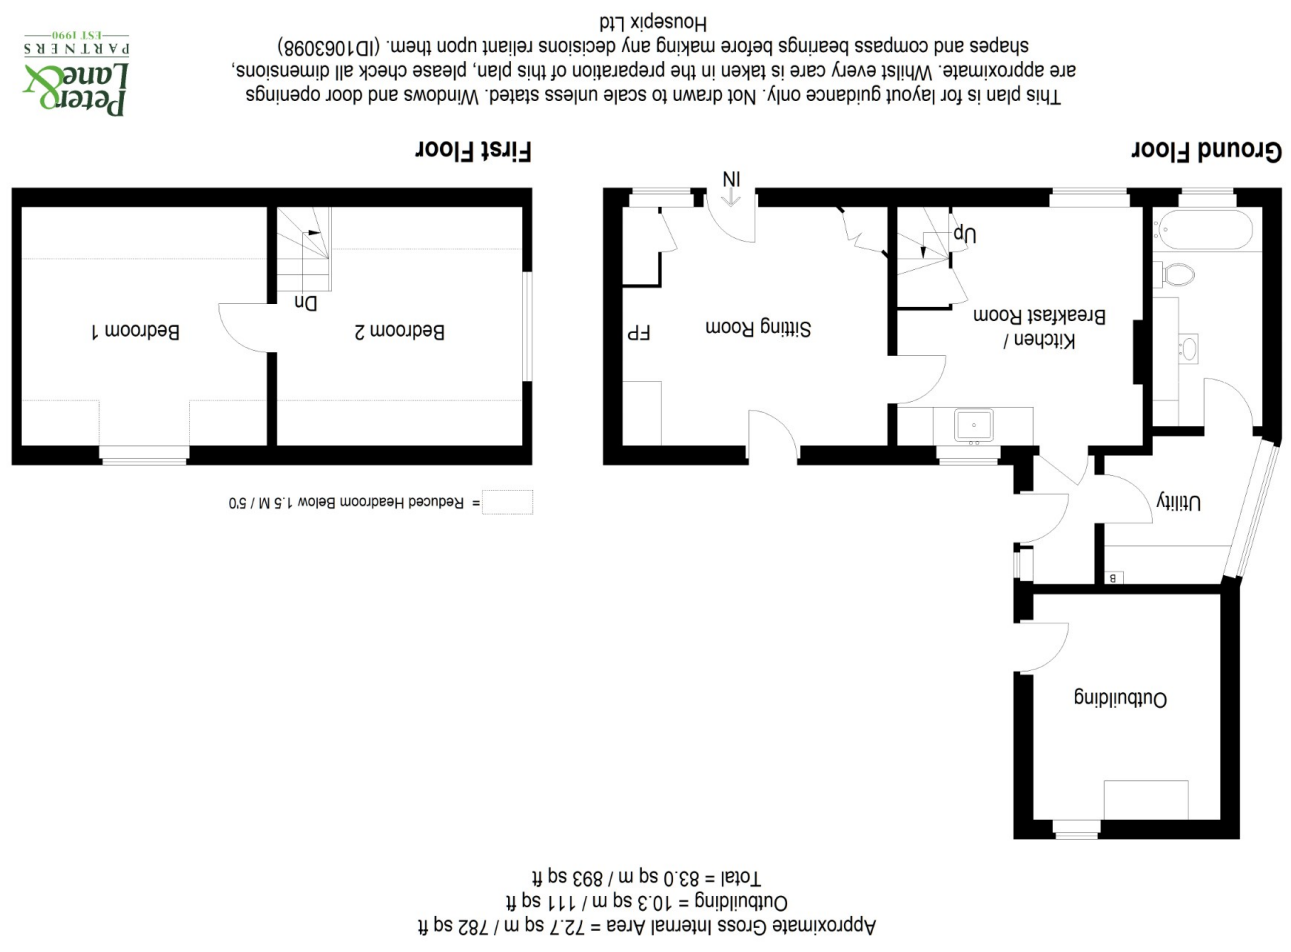 Approximate Gross Internal Area = 72.7 sq m / 782 sq ft
Outbuilding = 10.3 sq m / 111 sq ft
Total = 83.0 sq m / 893 sq ft
Outbuilding
B
Utility
Kitchen /
Breakfast Room
Up
Sitting Room
FP
IN
Ground Floor
= Reduced Headroom Below 1.5 M / 5'0
Bedroom 2
Dn
Bedroom 1
First Floor
This plan is for layout guidance only. Not drawn to scale unless stated. Windows and door openings
are approximate. Whilst every care is taken in the preparation of this plan, please check all dimensions,
shapes and compass bearings before making any decisions reliant upon them. (ID1063098)
Housepix Ltd
Peter
Lane &
PARTNERS
EST 1990